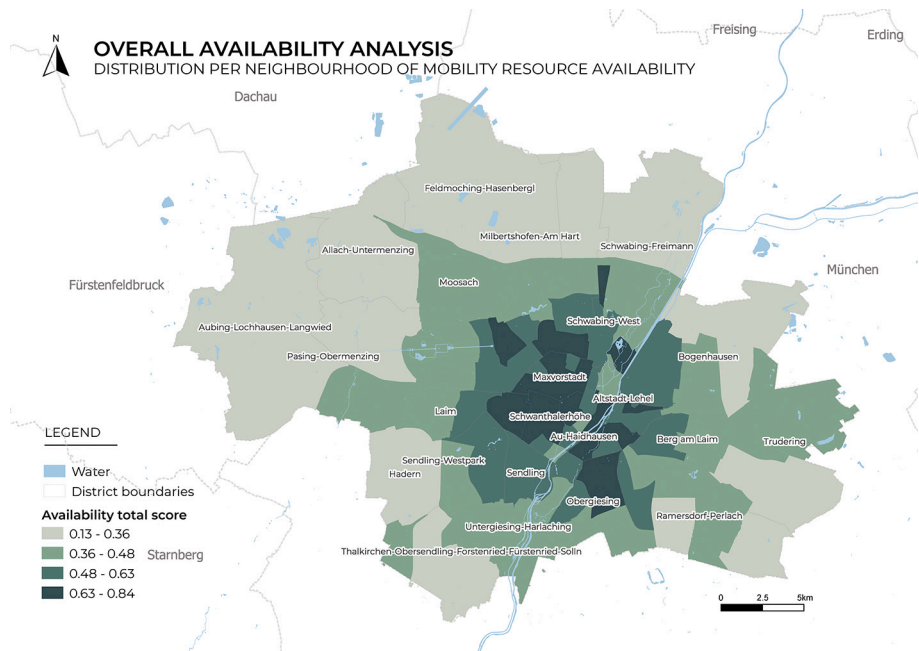 N
OVERALL AVAILABILITY ANALYSIS
DISTRIBUTION PER NEIGHBOURHOOD OF MOBILITY RESOURCE AVAILABILITY
Freising
Erding
Dachau
Feldmoching-Hasenbergl
Milbertshofen-Am Hart
Schwabing-Freimann
Allach-Untermenzing
München
Moosach
Fürstenfeldbruck
Schwabing-West
Aubing-Lochhausen-Langwied
Pasing-Obermenzing
Bogenhausen
Maxvorstadt
Altstadt-Lehel
Laim
Schwanthalerhöhe
Au-Haidhausen
Berg am Laim
Trudering
Sendling-Westpark
Hadern
Sendling
Obergiesing
Ramersdorf-Perlach
Untergiesing-Harlaching
Thalkirchen-Obersendling-Forstenried-Fürstenried-Solln
Starnberg
LEGEND
Water
District boundaries
Availability total score
0.13 - 0.36
0.36 - 0.48
0.48 - 0.63
0.63 - 0.84
0 2.5 5km